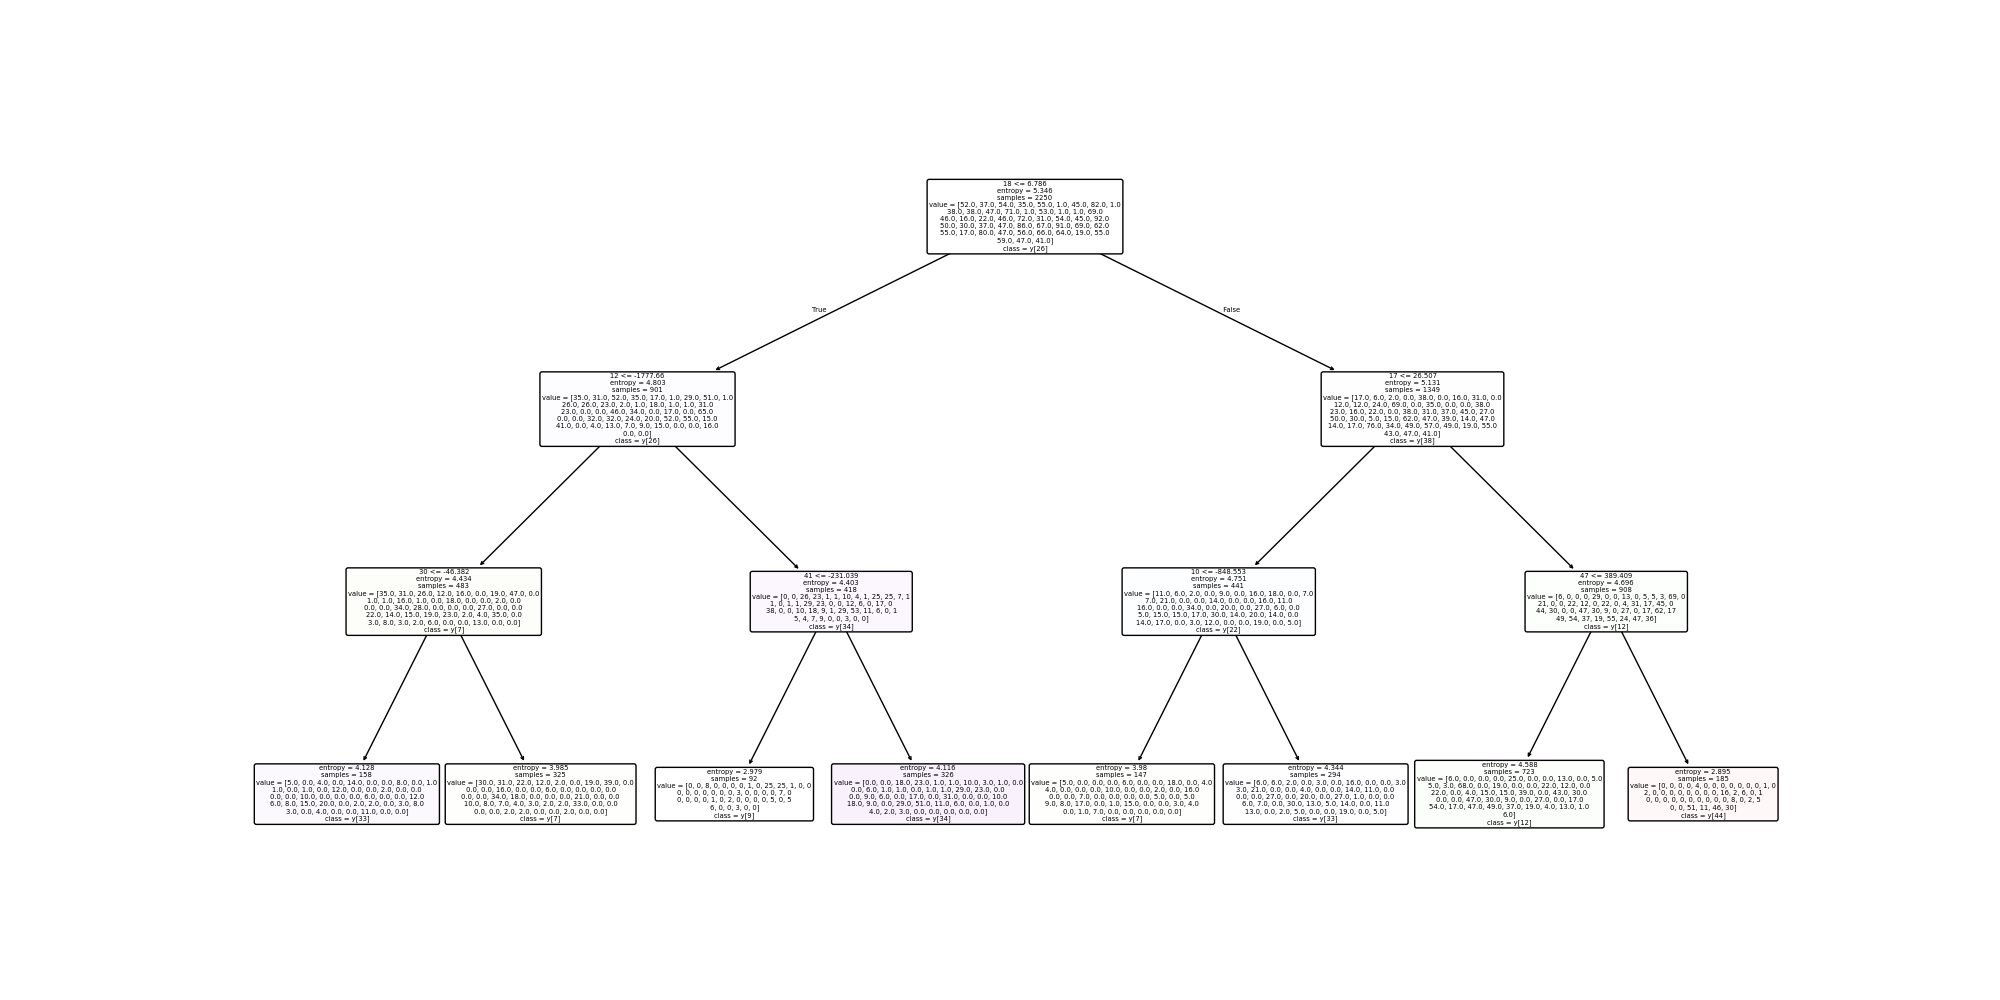 18 <= 6.786
entropy = 5.346
samples = 2250
value = [52.0, 37.0, 54.0, 35.0, 55.0, 1.0, 45.0, 82.0, 1.0
38.0, 38.0, 47.0, 71.0, 1.0, 53.0, 1.0, 1.0, 69.0
46.0, 16.0, 22.0, 46.0, 72.0, 31.0, 54.0, 45.0, 92.0
50.0, 30.0, 37.0, 47.0, 86.0, 67.0, 91.0, 69.0, 62.0
55.0, 17.0, 80.0, 47.0, 56.0, 66.0, 64.0, 19.0, 55.0
59.0, 47.0, 41.0]
class = y[26]
True
False
12 <= -1777.66
entropy = 4.803
samples = 901
value = [35.0, 31.0, 52.0, 35.0, 17.0, 1.0, 29.0, 51.0, 1.0
26.0, 26.0, 23.0, 2.0, 1.0, 18.0, 1.0, 1.0, 31.0
23.0, 0.0, 0.0, 46.0, 34.0, 0.0, 17.0, 0.0, 65.0
0.0, 0.0, 32.0, 32.0, 24.0, 20.0, 52.0, 55.0, 15.0
41.0, 0.0, 4.0, 13.0, 7.0, 9.0, 15.0, 0.0, 0.0, 16.0
0.0, 0.0]
class = y[26]
17 <= 26.507
entropy = 5.131
samples = 1349
value = [17.0, 6.0, 2.0, 0.0, 38.0, 0.0, 16.0, 31.0, 0.0
12.0, 12.0, 24.0, 69.0, 0.0, 35.0, 0.0, 0.0, 38.0
23.0, 16.0, 22.0, 0.0, 38.0, 31.0, 37.0, 45.0, 27.0
50.0, 30.0, 5.0, 15.0, 62.0, 47.0, 39.0, 14.0, 47.0
14.0, 17.0, 76.0, 34.0, 49.0, 57.0, 49.0, 19.0, 55.0
43.0, 47.0, 41.0]
class = y[38]
30 <= -46.382
entropy = 4.434
samples = 483
value = [35.0, 31.0, 26.0, 12.0, 16.0, 0.0, 19.0, 47.0, 0.0
1.0, 1.0, 16.0, 1.0, 0.0, 18.0, 0.0, 0.0, 2.0, 0.0
0.0, 0.0, 34.0, 28.0, 0.0, 0.0, 0.0, 27.0, 0.0, 0.0
22.0, 14.0, 15.0, 19.0, 23.0, 2.0, 4.0, 35.0, 0.0
3.0, 8.0, 3.0, 2.0, 6.0, 0.0, 0.0, 13.0, 0.0, 0.0]
class = y[7]
41 <= -231.039
entropy = 4.403
samples = 418
value = [0, 0, 26, 23, 1, 1, 10, 4, 1, 25, 25, 7, 1
1, 0, 1, 1, 29, 23, 0, 0, 12, 6, 0, 17, 0
38, 0, 0, 10, 18, 9, 1, 29, 53, 11, 6, 0, 1
5, 4, 7, 9, 0, 0, 3, 0, 0]
class = y[34]
10 <= -848.553
entropy = 4.751
samples = 441
value = [11.0, 6.0, 2.0, 0.0, 9.0, 0.0, 16.0, 18.0, 0.0, 7.0
7.0, 21.0, 0.0, 0.0, 14.0, 0.0, 0.0, 16.0, 11.0
16.0, 0.0, 0.0, 34.0, 0.0, 20.0, 0.0, 27.0, 6.0, 0.0
5.0, 15.0, 15.0, 17.0, 30.0, 14.0, 20.0, 14.0, 0.0
14.0, 17.0, 0.0, 3.0, 12.0, 0.0, 0.0, 19.0, 0.0, 5.0]
class = y[22]
47 <= 389.409
entropy = 4.696
samples = 908
value = [6, 0, 0, 0, 29, 0, 0, 13, 0, 5, 5, 3, 69, 0
21, 0, 0, 22, 12, 0, 22, 0, 4, 31, 17, 45, 0
44, 30, 0, 0, 47, 30, 9, 0, 27, 0, 17, 62, 17
49, 54, 37, 19, 55, 24, 47, 36]
class = y[12]
entropy = 4.128
samples = 158
value = [5.0, 0.0, 4.0, 0.0, 14.0, 0.0, 0.0, 8.0, 0.0, 1.0
1.0, 0.0, 1.0, 0.0, 12.0, 0.0, 0.0, 2.0, 0.0, 0.0
0.0, 0.0, 10.0, 0.0, 0.0, 0.0, 6.0, 0.0, 0.0, 12.0
6.0, 8.0, 15.0, 20.0, 0.0, 2.0, 2.0, 0.0, 3.0, 8.0
3.0, 0.0, 4.0, 0.0, 0.0, 11.0, 0.0, 0.0]
class = y[33]
entropy = 3.985
samples = 325
value = [30.0, 31.0, 22.0, 12.0, 2.0, 0.0, 19.0, 39.0, 0.0
0.0, 0.0, 16.0, 0.0, 0.0, 6.0, 0.0, 0.0, 0.0, 0.0
0.0, 0.0, 34.0, 18.0, 0.0, 0.0, 0.0, 21.0, 0.0, 0.0
10.0, 8.0, 7.0, 4.0, 3.0, 2.0, 2.0, 33.0, 0.0, 0.0
0.0, 0.0, 2.0, 2.0, 0.0, 0.0, 2.0, 0.0, 0.0]
class = y[7]
entropy = 2.979
samples = 92
value = [0, 0, 8, 0, 0, 0, 0, 1, 0, 25, 25, 1, 0, 0
0, 0, 0, 0, 0, 0, 3, 0, 0, 0, 0, 7, 0
0, 0, 0, 0, 1, 0, 2, 0, 0, 0, 0, 5, 0, 5
6, 0, 0, 3, 0, 0]
class = y[9]
entropy = 4.116
samples = 326
value = [0.0, 0.0, 18.0, 23.0, 1.0, 1.0, 10.0, 3.0, 1.0, 0.0
0.0, 6.0, 1.0, 1.0, 0.0, 1.0, 1.0, 29.0, 23.0, 0.0
0.0, 9.0, 6.0, 0.0, 17.0, 0.0, 31.0, 0.0, 0.0, 10.0
18.0, 9.0, 0.0, 29.0, 51.0, 11.0, 6.0, 0.0, 1.0, 0.0
4.0, 2.0, 3.0, 0.0, 0.0, 0.0, 0.0, 0.0]
class = y[34]
entropy = 3.98
samples = 147
value = [5.0, 0.0, 0.0, 0.0, 6.0, 0.0, 0.0, 18.0, 0.0, 4.0
4.0, 0.0, 0.0, 0.0, 10.0, 0.0, 0.0, 2.0, 0.0, 16.0
0.0, 0.0, 7.0, 0.0, 0.0, 0.0, 0.0, 5.0, 0.0, 5.0
9.0, 8.0, 17.0, 0.0, 1.0, 15.0, 0.0, 0.0, 3.0, 4.0
0.0, 1.0, 7.0, 0.0, 0.0, 0.0, 0.0, 0.0]
class = y[7]
entropy = 4.344
samples = 294
value = [6.0, 6.0, 2.0, 0.0, 3.0, 0.0, 16.0, 0.0, 0.0, 3.0
3.0, 21.0, 0.0, 0.0, 4.0, 0.0, 0.0, 14.0, 11.0, 0.0
0.0, 0.0, 27.0, 0.0, 20.0, 0.0, 27.0, 1.0, 0.0, 0.0
6.0, 7.0, 0.0, 30.0, 13.0, 5.0, 14.0, 0.0, 11.0
13.0, 0.0, 2.0, 5.0, 0.0, 0.0, 19.0, 0.0, 5.0]
class = y[33]
entropy = 4.588
samples = 723
value = [6.0, 0.0, 0.0, 0.0, 25.0, 0.0, 0.0, 13.0, 0.0, 5.0
5.0, 3.0, 68.0, 0.0, 19.0, 0.0, 0.0, 22.0, 12.0, 0.0
22.0, 0.0, 4.0, 15.0, 15.0, 39.0, 0.0, 43.0, 30.0
0.0, 0.0, 47.0, 30.0, 9.0, 0.0, 27.0, 0.0, 17.0
54.0, 17.0, 47.0, 49.0, 37.0, 19.0, 4.0, 13.0, 1.0
6.0]
class = y[12]
entropy = 2.895
samples = 185
value = [0, 0, 0, 0, 4, 0, 0, 0, 0, 0, 0, 0, 1, 0
2, 0, 0, 0, 0, 0, 0, 0, 16, 2, 6, 0, 1
0, 0, 0, 0, 0, 0, 0, 0, 0, 0, 8, 0, 2, 5
0, 0, 51, 11, 46, 30]
class = y[44]